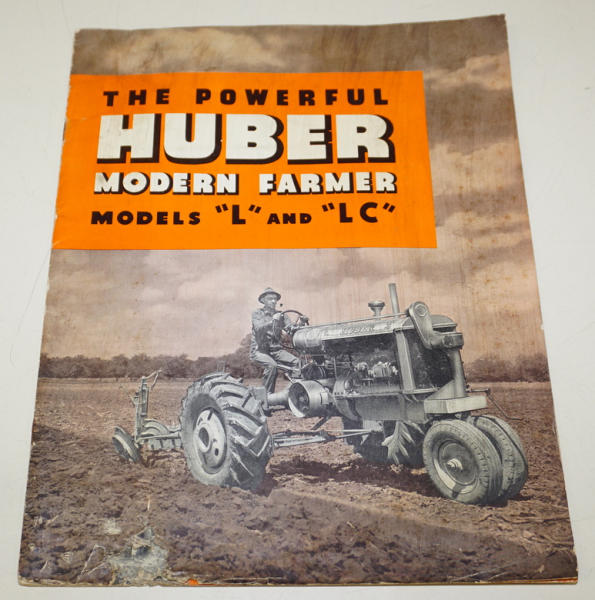 THE POWERFUL
HUBER
MODERN FARMER
MODELS "L" AND "LC"